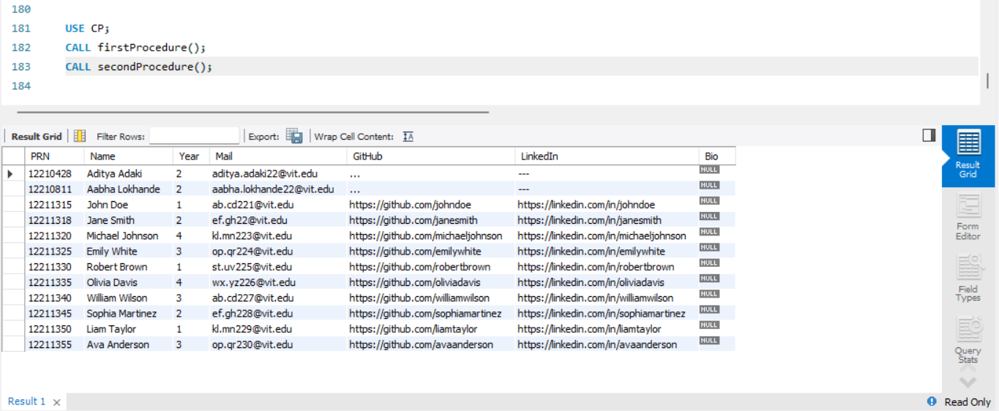 180
181 USE CP;
182 CALL firstProcedure();
183 CALL secondProcedure();
184
Result Grid Filter Rows: Export: Wrap Cell Content: IA
PRN Name Year Mail GitHub LinkedIn Bio
12210428 Aditya Adaki 2 aditya.adaki22@vit.edu ... --- NULL
12210811 Aabha Lokhande 2 aabha.lokhande22@vit.edu ... --- NULL
12211315 John Doe 1 ab.cd221@vit.edu https://github.com/johndoe https://linkedin.com/in/johndoe NULL
12211318 Jane Smith 2 ef.gh22@vit.edu https://github.com/janesmith https://linkedin.com/in/janesmith NULL
12211320 Michael Johnson 4 kl.mn223@vit.edu https://github.com/michaeljohnson https://linkedin.com/in/michaeljohnson NULL
12211325 Emily White 3 op.qr224@vit.edu https://github.com/emilywhite https://linkedin.com/in/emilywhite NULL
12211330 Robert Brown 1 st.uv225@vit.edu https://github.com/robertbrown https://linkedin.com/in/robertbrown NULL
12211335 Olivia Davis 4 wx.yz226@vit.edu https://github.com/oliviadavis https://linkedin.com/in/oliviadavis NULL
12211340 William Wilson 3 ab.cd227@vit.edu https://github.com/williamwilson https://linkedin.com/in/williamwilson NULL
12211345 Sophia Martinez 2 ef.gh228@vit.edu https://github.com/sophiamartinez https://linkedin.com/in/sophiamartinez NULL
12211350 Liam Taylor 1 kl.mn229@vit.edu https://github.com/liamtaylor https://linkedin.com/in/liamtaylor NULL
12211355 Ava Anderson 3 op.qr230@vit.edu https://github.com/avaanderson https://linkedin.com/in/avaanderson NULL
Result
Grid
Form
Editor
Field
Types
Query
Stats
Result 1 Read Only